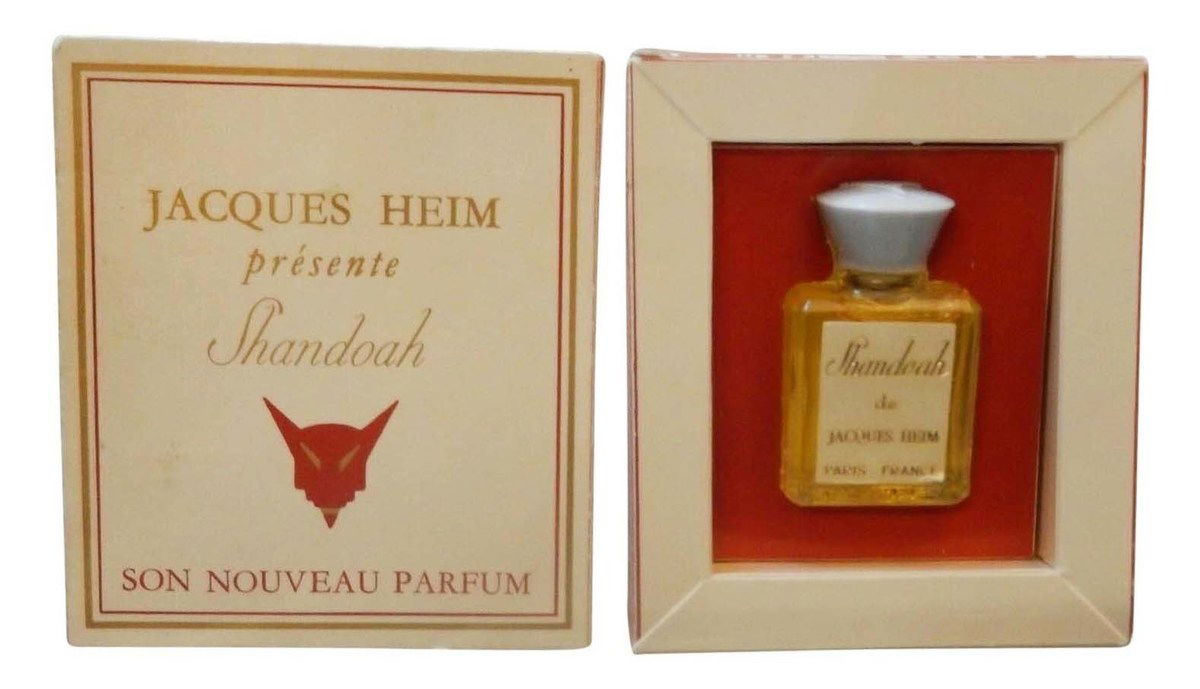 JACQUES HEIM
présente
Shandoah
SON NOUVEAU PARFUM
Shandoah
de
JACQUES HEIM
PARIS FRANCE